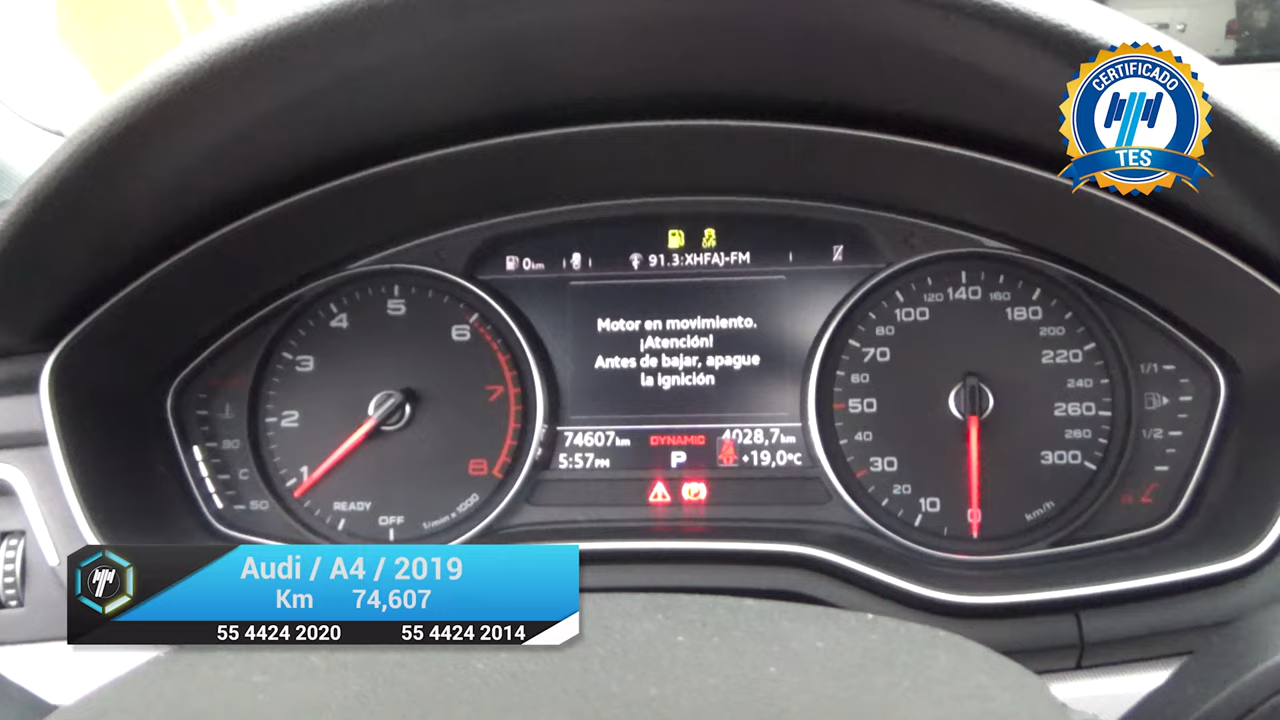 CERTIFICADO
TES
OFF
0km
91.3:XHFAJ-FM
Motor en movimiento.
¡Atención!
Antes de bajar, apague
la ignición
74607km
DYNAMIC
4028,7km
5:57PM
P
+19,0°C
1
2
3
4
5
6
7
8
READY
OFF
1/min x 1000
90
C
50
0
10
20
30
40
50
60
70
80
100
120
140
160
180
200
220
240
260
280
300
km/h
1/1
1/2
R
Audi / A4 / 2019
Km 74,607
55 4424 2020 55 4424 2014